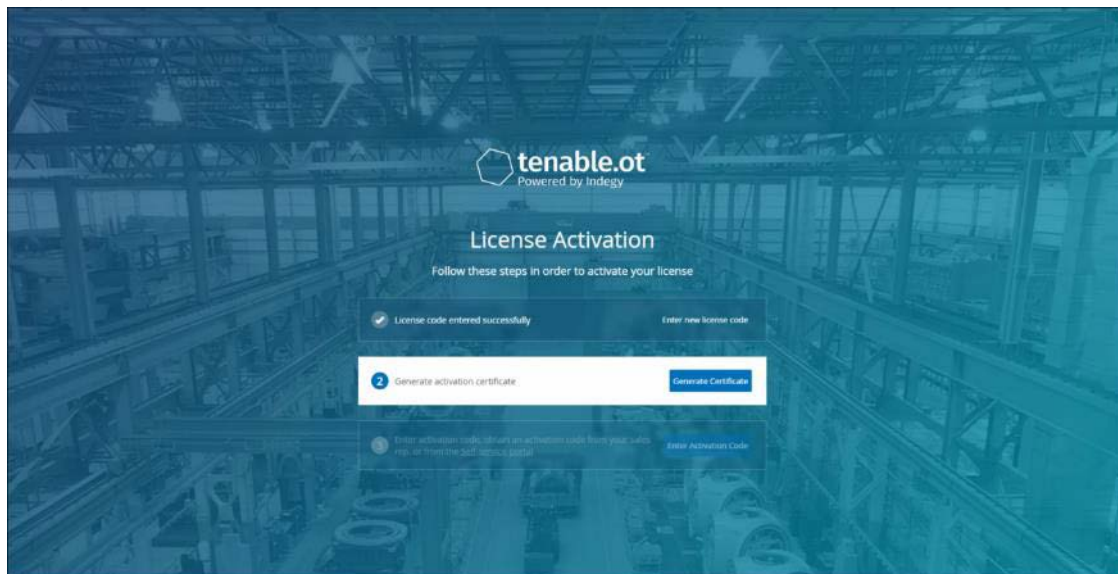 tenable.ot
Powered by Indegy
License Activation
Follow these steps in order to activate your license
License code entered successfully
Enter new license code
2
Generate activation certificate
Generate Certificate
3
Enter activation code, obtain an activation code from your sales
rep. or from the Self-service portal
Enter Activation Code